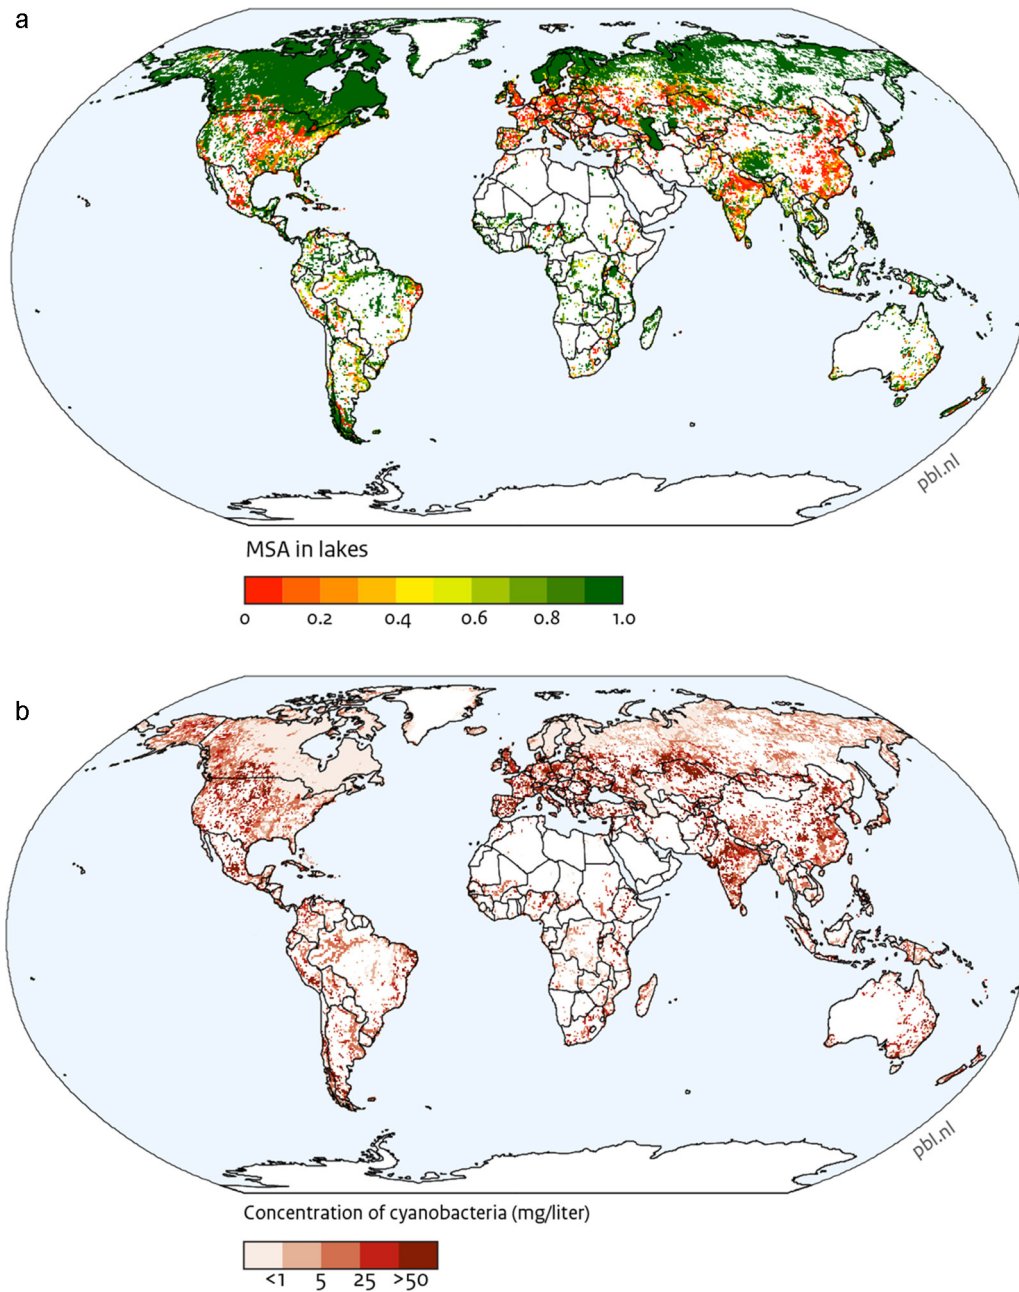 a
pbl.nl
MSA in lakes
0 0.2 0.4 0.6 0.8 1.0
b
pbl.nl
Concentration of cyanobacteria (mg/liter)
<1 5 25 >50